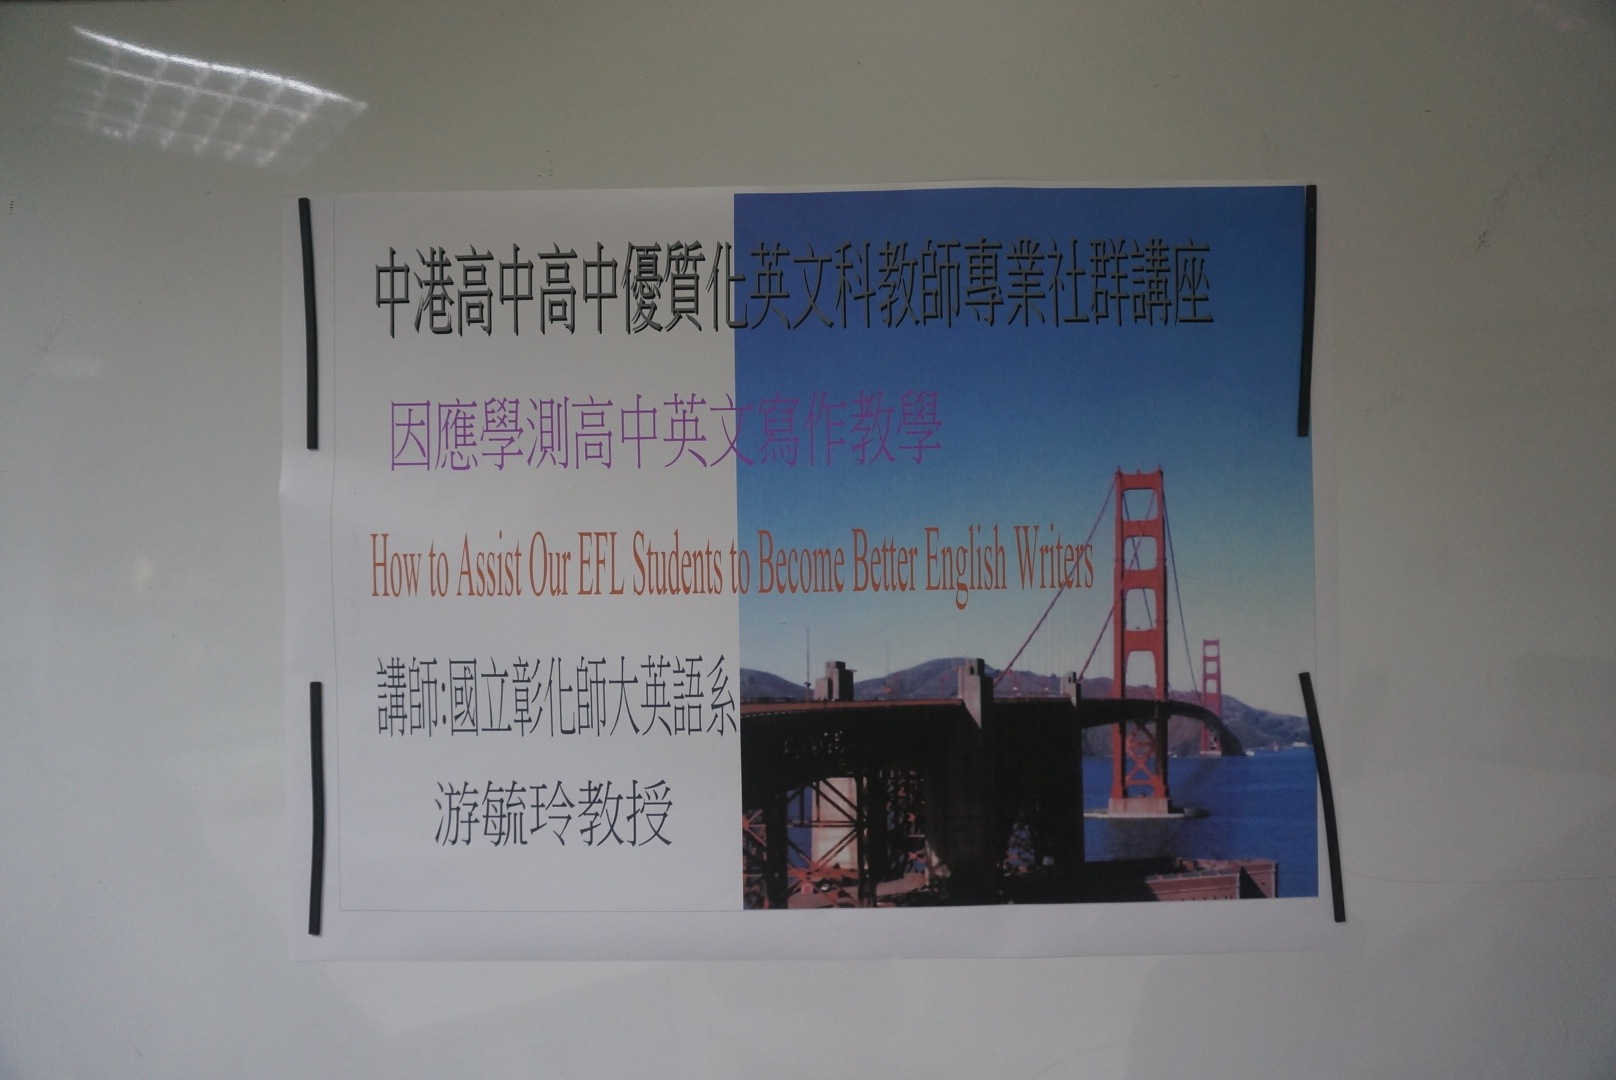 中港高中高中優質化英文科教師專業社群講座
因應學測高中英文寫作教學
How to Assist Our EFL Students to Become Better English Writers
講師:國立彰化師大英語系
游毓玲教授